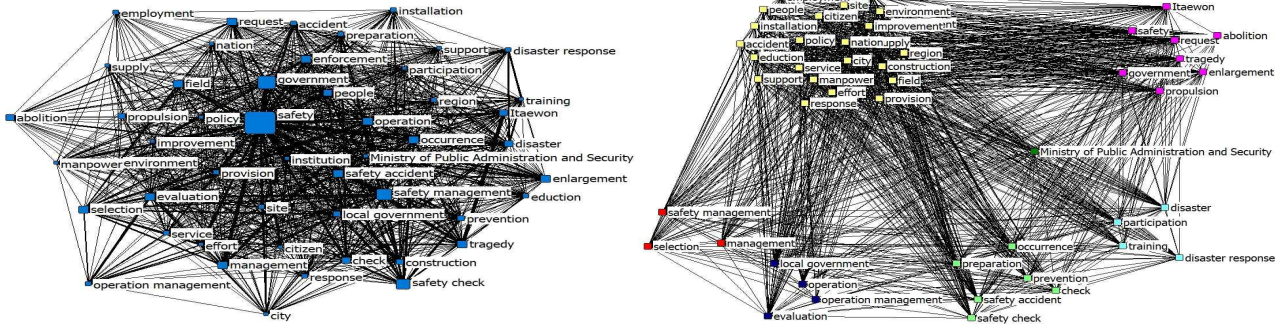 employment
installation
request
accident
preparation
nation
support
disaster response
enforcement
supply
participation
government
field
people
region
training
Itaewon
abolition
propulsion
policy
safety
operation
improvement
occurrence
disaster
manpower
environment
institution
Ministry of Public Administration and Security
provision
safety accident
enlargement
evaluation
safety management
eduction
selection
site
local government
prevention
service
effort
citizen
tragedy
management
check
construction
response
operation management
safety check
city
people
site
environment
citizen
installation
improvement
accident
policy
nation
upply
region
eduction
city
service
construction
support
manpower
field
effort
response
provision
Itaewon
safety
request
abolition
tragedy
government
enlargement
propulsion
Ministry of Public Administration and Security
safety management
disaster
participation
selection
management
occurrence
training
local government
preparation
disaster response
operation
prevention
operation management
check
safety accident
evaluation
safety check